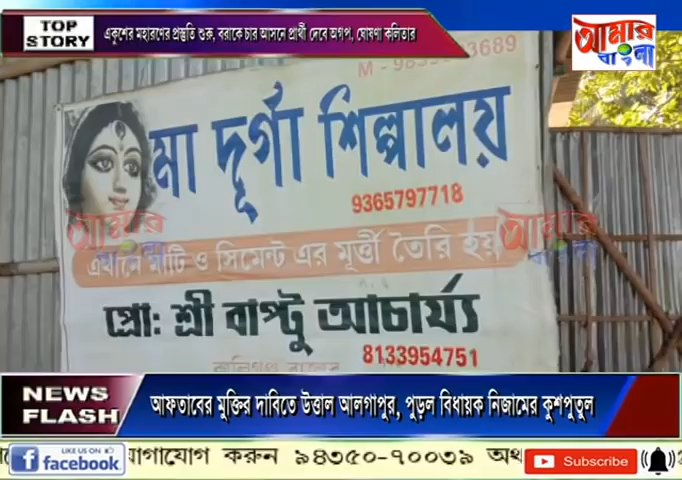 TOP STORY
একুশের মহারণের প্রস্তুতি শুরু, বরাকে চার আসনে প্রার্থী দেবে অগপ, ঘোষণা কলিতার
আমার বাংলা
মা দূর্গা শিল্পালয়
9365797718
এখানে মাটি ও সিমেন্ট এর মূর্ত্তী তৈরি হয়
প্রো: শ্রী বাপ্টু আচার্য্য
8133954751
NEWS FLASH
আফতাবের মুক্তির দাবিতে উত্তাল আলগাপুর, পুড়ল বিধায়ক নিজামের কুশপুতুল
LIKE US ON
facebook
যোগাযোগ করুন ৯৪৩৫০-৭০০৩৯ অথ
Subscribe